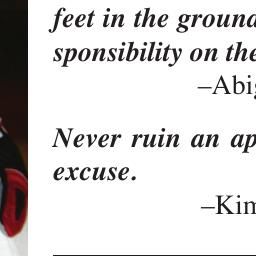 feet in the ground
sponsibility on the
–Abig
Never ruin an ap
excuse.
–Kim